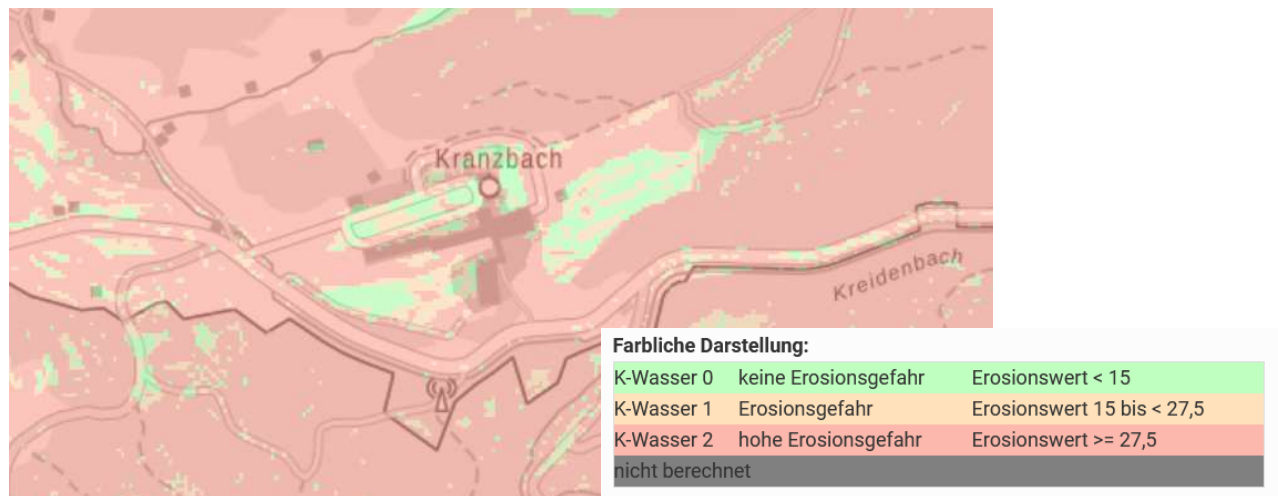 Kranzbach
Kreidenbach
Farbliche Darstellung:
K-Wasser 0 keine Erosionsgefahr Erosionswert < 15
K-Wasser 1 Erosionsgefahr Erosionswert 15 bis < 27,5
K-Wasser 2 hohe Erosionsgefahr Erosionswert >= 27,5
nicht berechnet